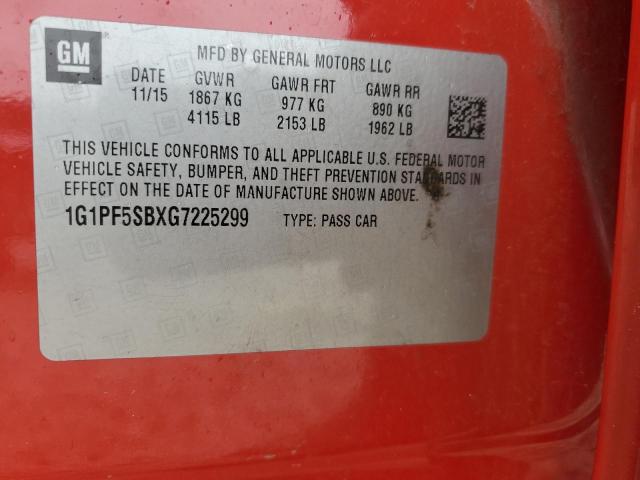 GM
MFD BY GENERAL MOTORS LLC
DATE GVWR GAWR FRT GAWR RR
11/15 1867 KG 977 KG 890 KG
4115 LB 2153 LB 1962 LB
THIS VEHICLE CONFORMS TO ALL APPLICABLE U.S. FEDERAL MOTOR
VEHICLE SAFETY, BUMPER, AND THEFT PREVENTION STANDARDS IN
EFFECT ON THE DATE OF MANUFACTURE SHOWN ABOVE.
1G1PF5SBXG7225299 TYPE: PASS CAR